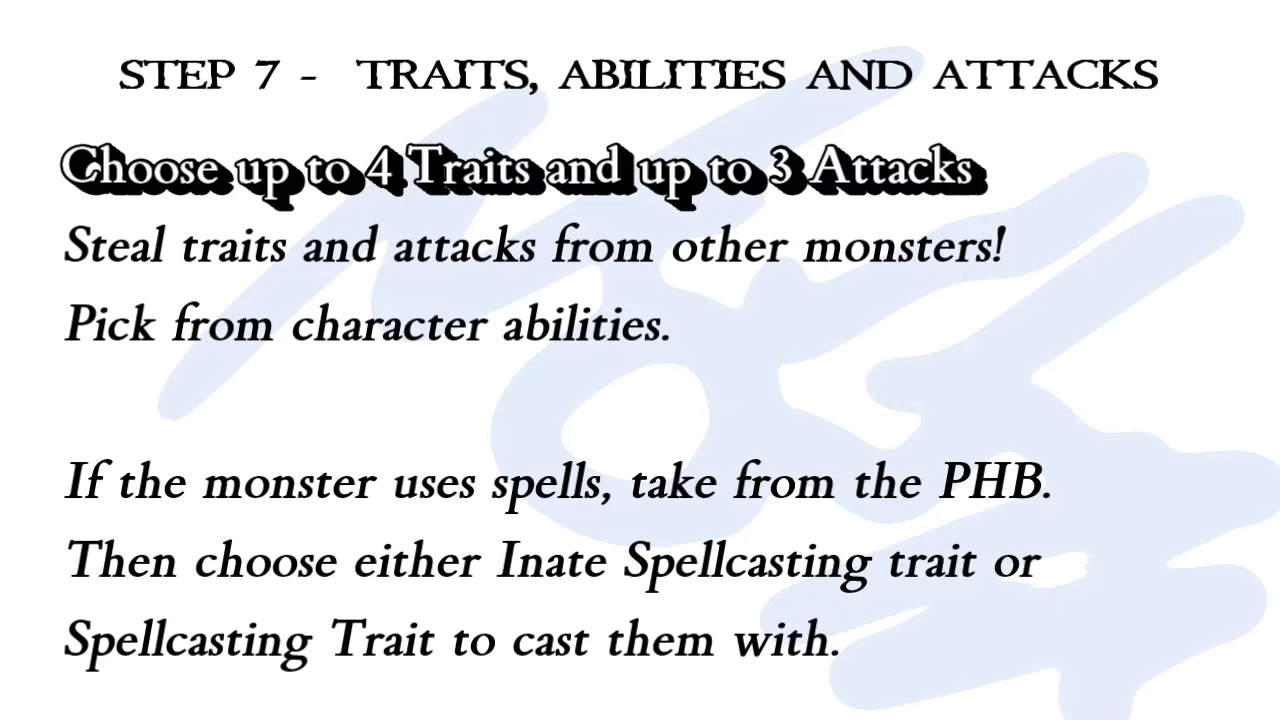 STEP 7 - TRAITS, ABILITIES AND ATTACKS
Choose up to 4 Traits and up to 3 Attacks
Steal traits and attacks from other monsters!
Pick from character abilities.
If the monster uses spells, take from the PHB.
Then choose either Inate Spellcasting trait or
Spellcasting Trait to cast them with.